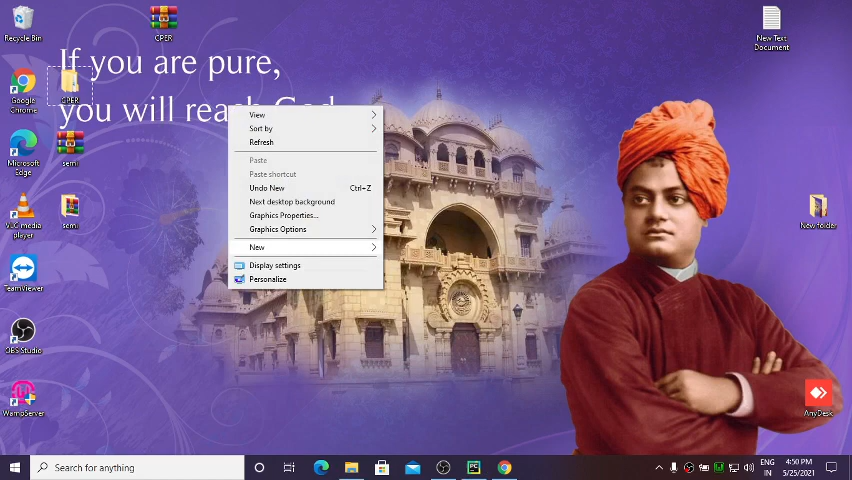 Recycle Bin
CPER
New Text
Document
If you are pure,
you will reach God
Google
Chrome
CPER
Microsoft
Edge
semi
VLC media
player
semi
TeamViewer
OBS Studio
WampServer
New folder
AnyDesk
View
Sort by
Refresh
Paste
Paste shortcut
Undo New Ctrl+Z
Next desktop background
Graphics Properties...
Graphics Options
New
Display settings
Personalize
Search for anything
PC
ENG
IN
4:50 PM
5/25/2021